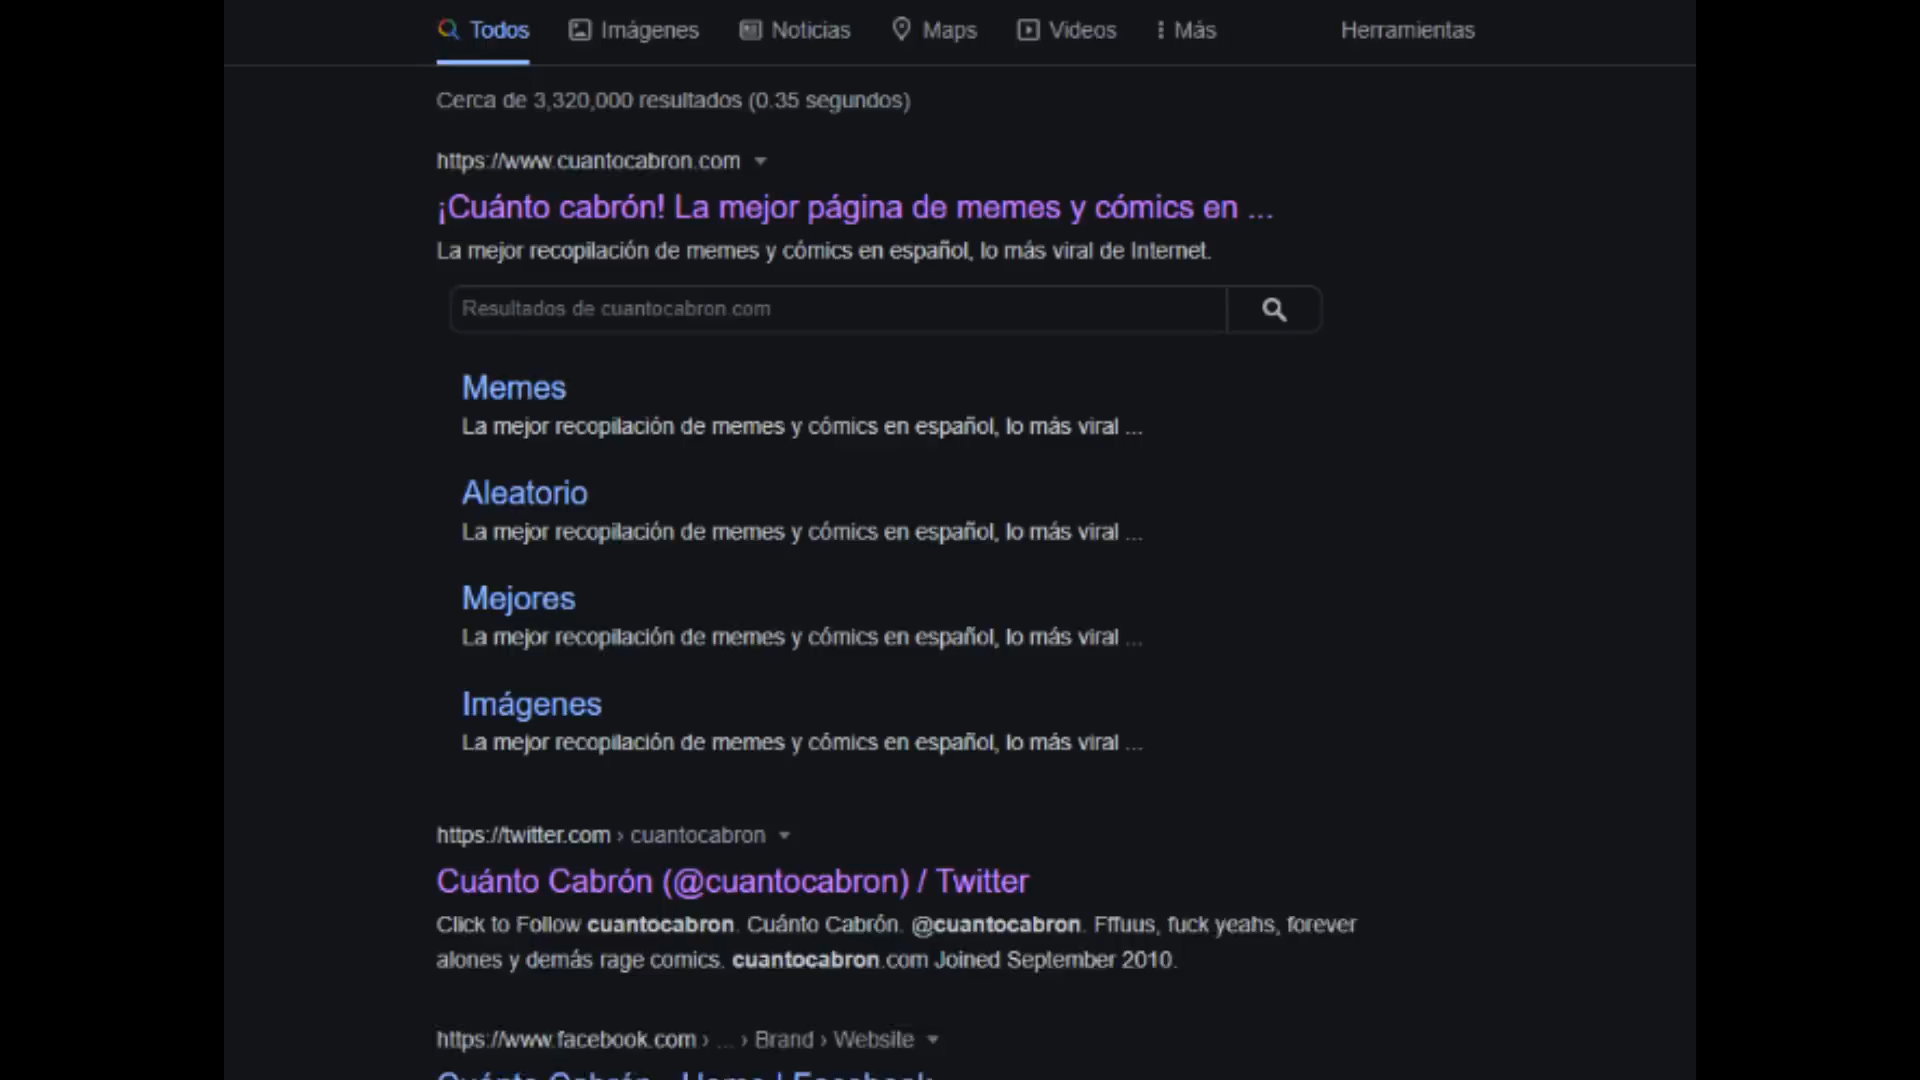 Todos Imágenes Noticias Maps Videos Más Herramientas
Cerca de 3,320,000 resultados (0.35 segundos)
https://www.cuantocabron.com
¡Cuánto cabrón! La mejor página de memes y cómics en ...
La mejor recopilación de memes y cómics en español, lo más viral de Internet.
Resultados de cuantocabron.com
Memes
La mejor recopilación de memes y cómics en español, lo más viral ...
Aleatorio
La mejor recopilación de memes y cómics en español, lo más viral ...
Mejores
La mejor recopilación de memes y cómics en español, lo más viral ...
Imágenes
La mejor recopilación de memes y cómics en español, lo más viral ...
https://twitter.com › cuantocabron
Cuánto Cabrón (@cuantocabron) / Twitter
Click to Follow cuantocabron. Cuánto Cabrón. @cuantocabron. Fffuus, fuck yeahs, forever
alones y demás rage comics. cuantocabron.com Joined September 2010.
https://www.facebook.com › ... › Brand › Website
Cuánto Cabrón - Home | Facebook